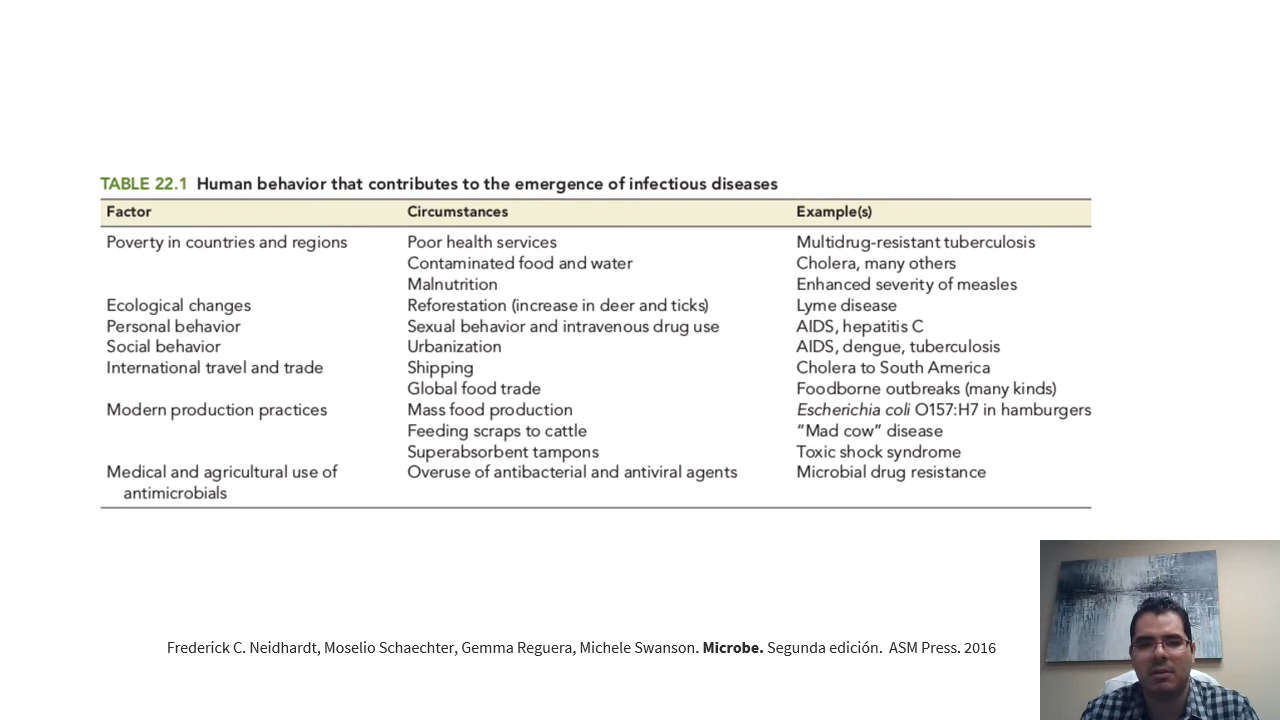 TABLE 22.1 Human behavior that contributes to the emergence of infectious diseases
Factor Circumstances Example(s)
Poverty in countries and regions Poor health services Multidrug-resistant tuberculosis
Contaminated food and water Cholera, many others
Malnutrition Enhanced severity of measles
Ecological changes Reforestation (increase in deer and ticks) Lyme disease
Personal behavior Sexual behavior and intravenous drug use AIDS, hepatitis C
Social behavior Urbanization AIDS, dengue, tuberculosis
International travel and trade Shipping Cholera to South America
Global food trade Foodborne outbreaks (many kinds)
Modern production practices Mass food production Escherichia coli O157:H7 in hamburgers
Feeding scraps to cattle “Mad cow” disease
Superabsorbent tampons Toxic shock syndrome
Medical and agricultural use of Overuse of antibacterial and antiviral agents Microbial drug resistance
antimicrobials
Frederick C. Neidhardt, Moselio Schaechter, Gemma Reguera, Michele Swanson. Microbe. Segunda edición. ASM Press. 2016